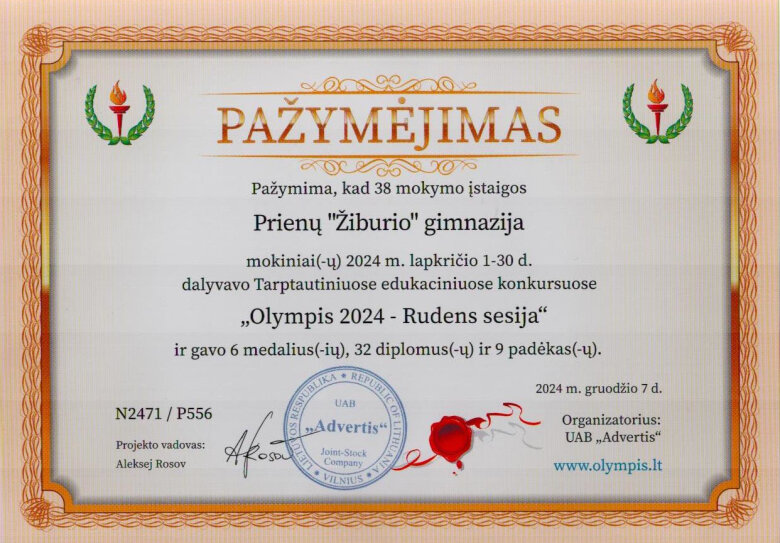 PAŽYMĖJIMAS
Pažymima, kad 38 mokymo įstaigos
Prienų "Žiburio" gimnazija
mokiniai(-ų) 2024 m. lapkričio 1-30 d.
dalyvavo Tarptautiniuose edukaciniuose konkursuose
„Olympis 2024 - Rudens sesija“
ir gavo 6 medalius(-ių), 32 diplomus(-ų) ir 9 padėkas(-ų).
2024 m. gruodžio 7 d.
N2471 / P556
Projekto vadovas:
Aleksej Rosov
LIETUVOS RESPUBLIKA * REPUBLIC OF LITHUANIA
UAB
„Advertis“
Joint-Stock
Company
* VILNIUS *
Organizatorius:
UAB „Advertis“
www.olympis.lt